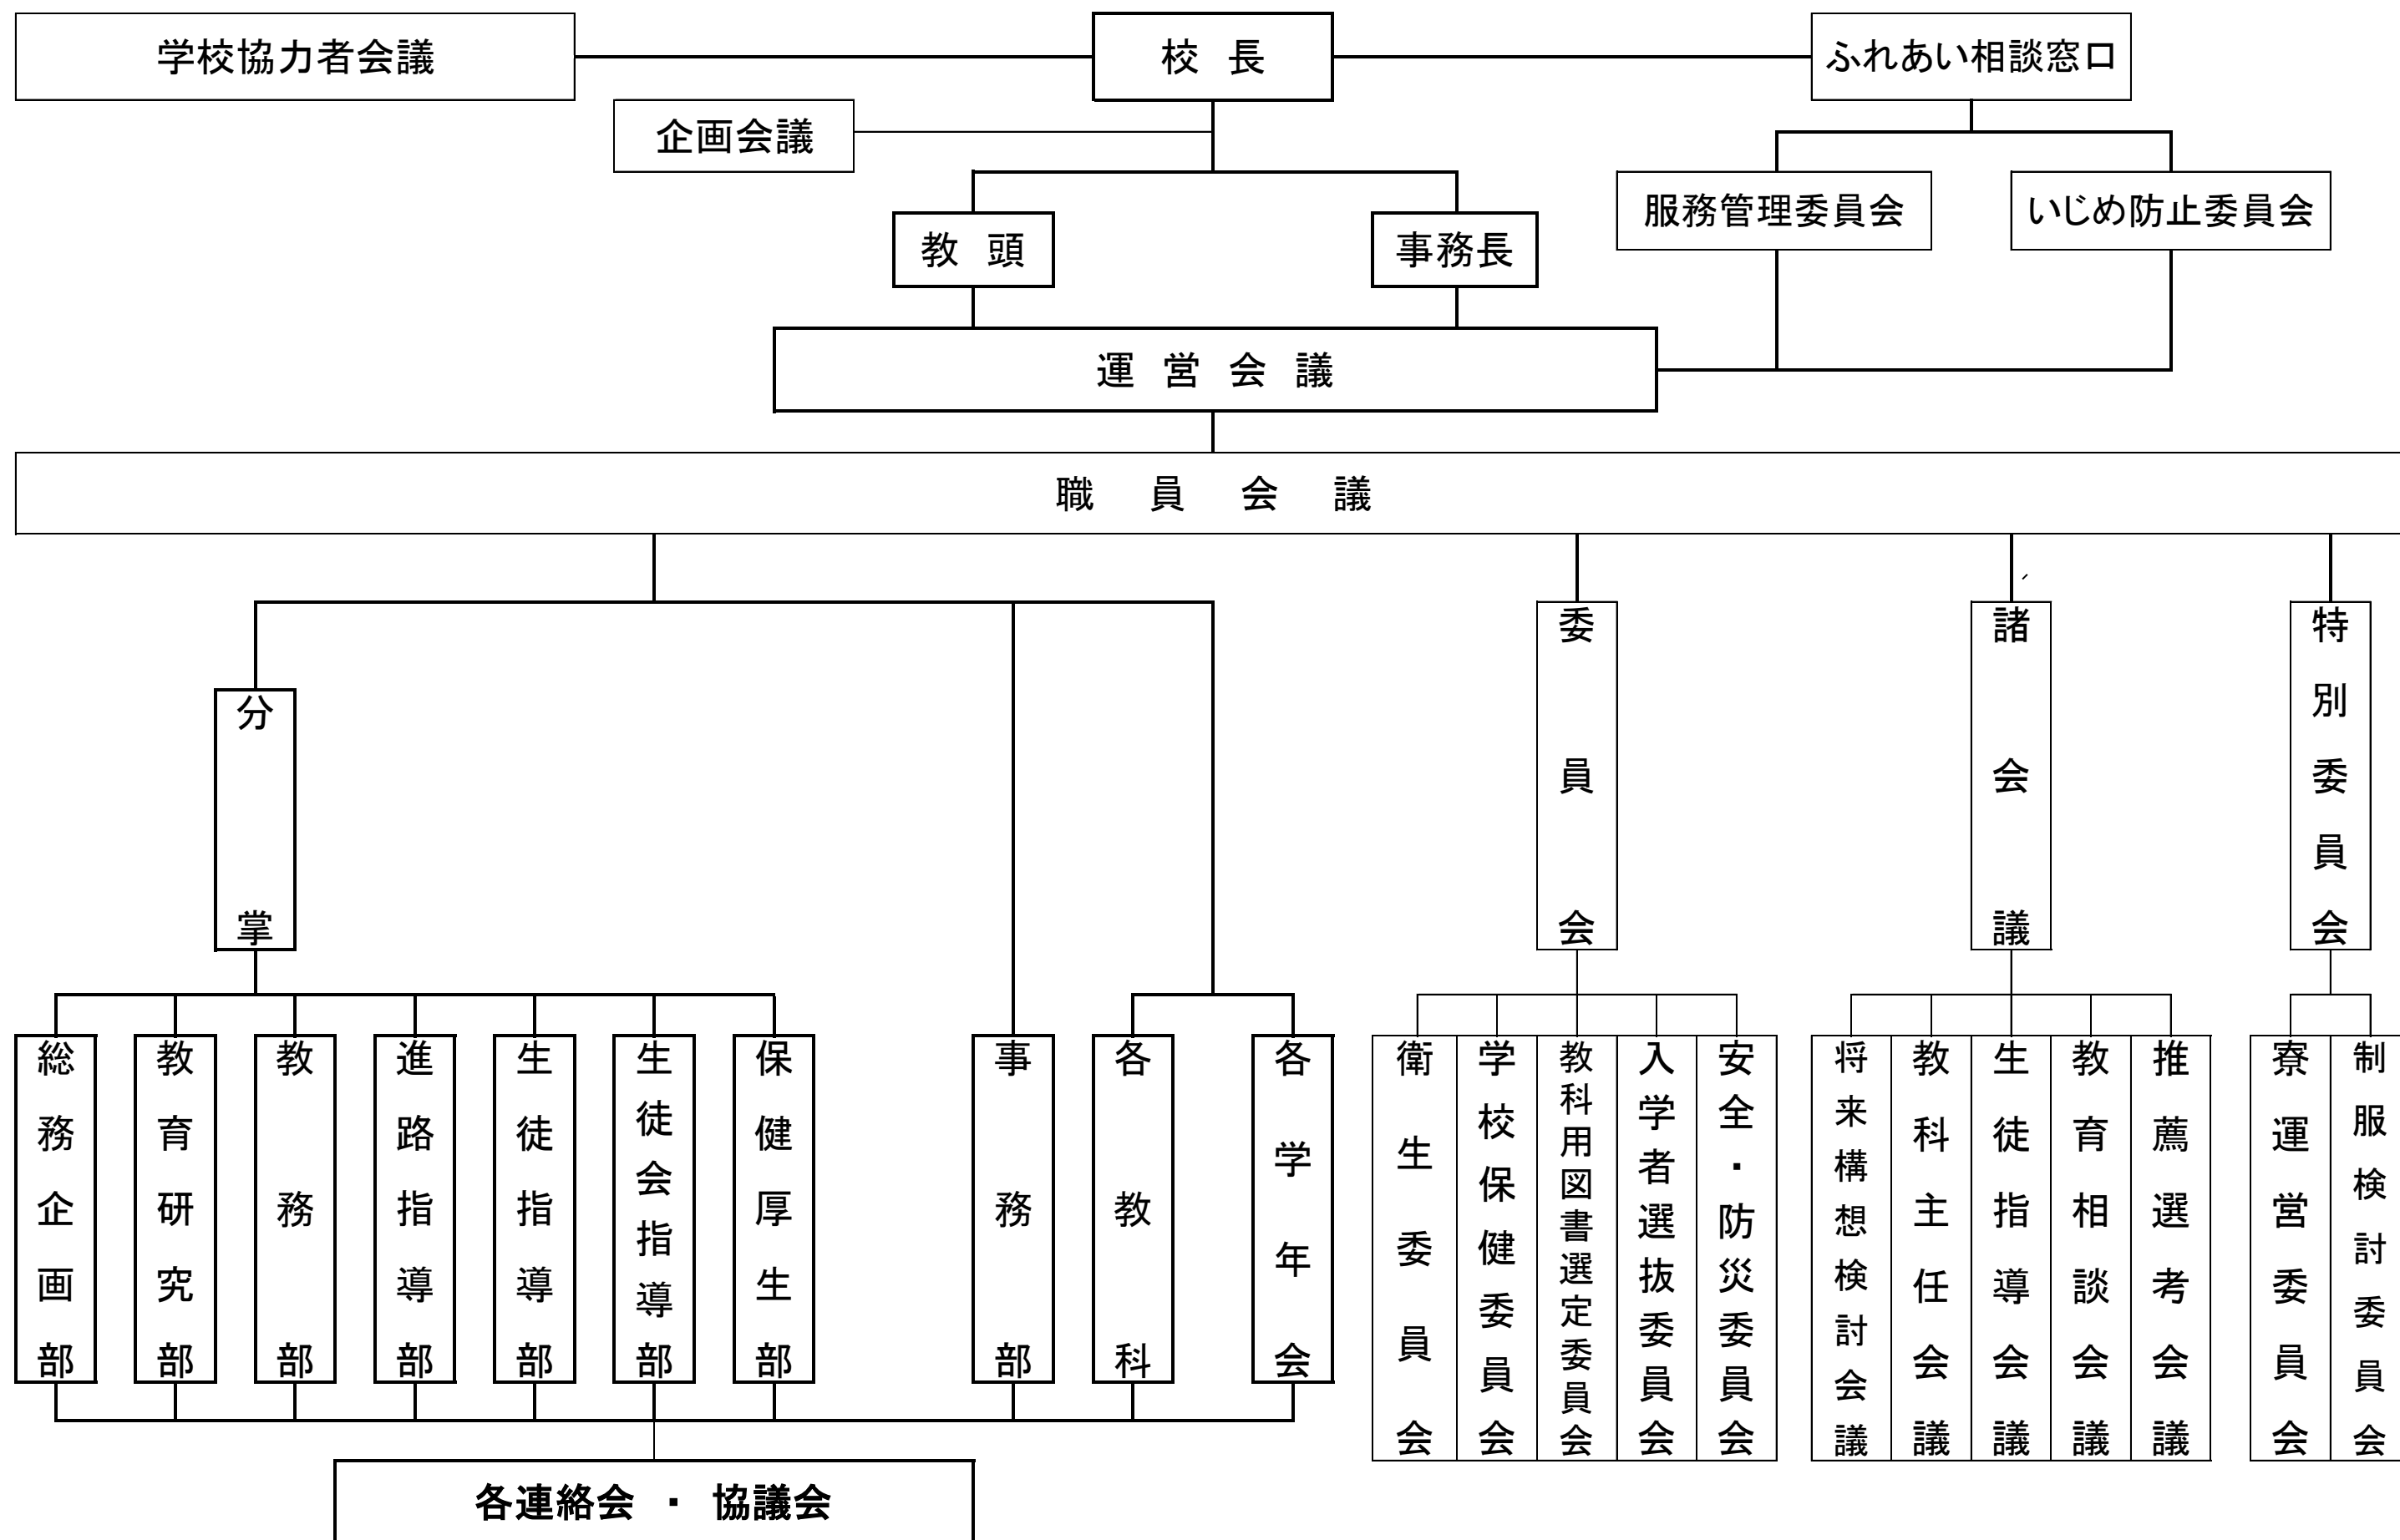 学校協力者会議
校 長
ふれあい相談窓口
企画会議
服務管理委員会
いじめ防止委員会
教 頭
事務長
運 営 会 議
職 員 会 議
分掌
委員会
諸会議
特別委員会
総務企画部
教育研究部
教務部
進路指導部
生徒指導部
生徒会指導部
保健厚生部
事務部
各教科
各学年会
衛生委員会
学校保健委員会
教科用図書選定委員会
入学者選抜委員会
安全・防災委員会
将来構想検討会議
教科主任会議
生徒指導会議
教育相談会議
推薦選考会議
寮運営委員会
制服検討委員会
各連絡会 ・ 協議会